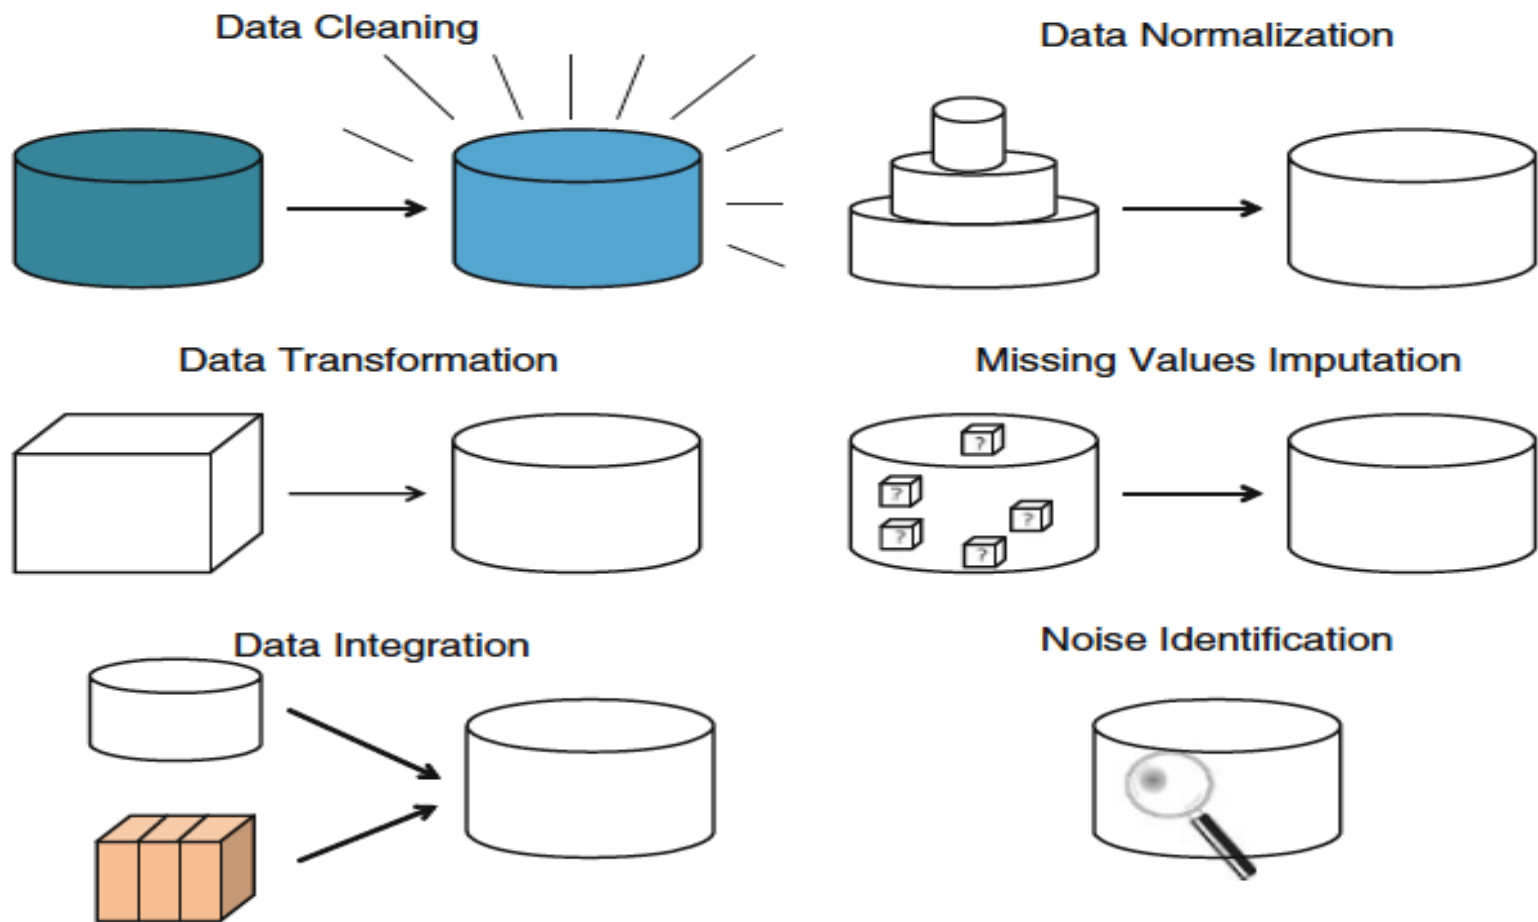 Data Cleaning
Data Normalization
Data Transformation
Missing Values Imputation
?
?
?
?
?
Data Integration
Noise Identification